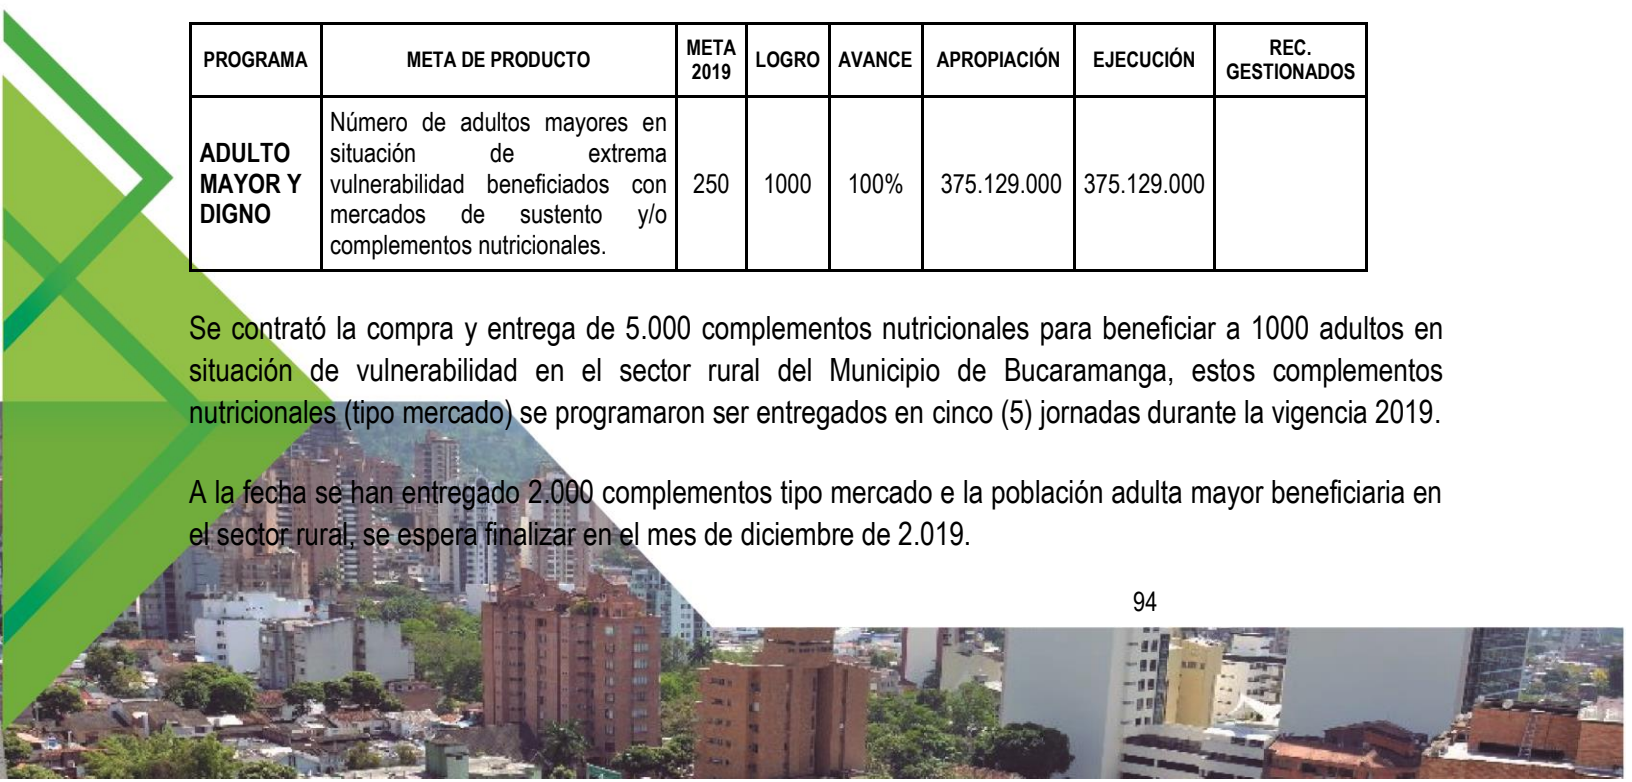 PROGRAMA META DE PRODUCTO META 2019 LOGRO AVANCE APROPIACIÓN EJECUCIÓN REC. GESTIONADOS
ADULTO MAYOR Y DIGNO
Número de adultos mayores en
situación de extrema
vulnerabilidad beneficiados con
mercados de sustento y/o
complementos nutricionales.
250 1000 100% 375.129.000 375.129.000
Se contrató la compra y entrega de 5.000 complementos nutricionales para beneficiar a 1000 adultos en
situación de vulnerabilidad en el sector rural del Municipio de Bucaramanga, estos complementos
nutricionales (tipo mercado) se programaron ser entregados en cinco (5) jornadas durante la vigencia 2019.
A la fecha se han entregado 2.000 complementos tipo mercado e la población adulta mayor beneficiaria en
el sector rural, se espera finalizar en el mes de diciembre de 2.019.
94